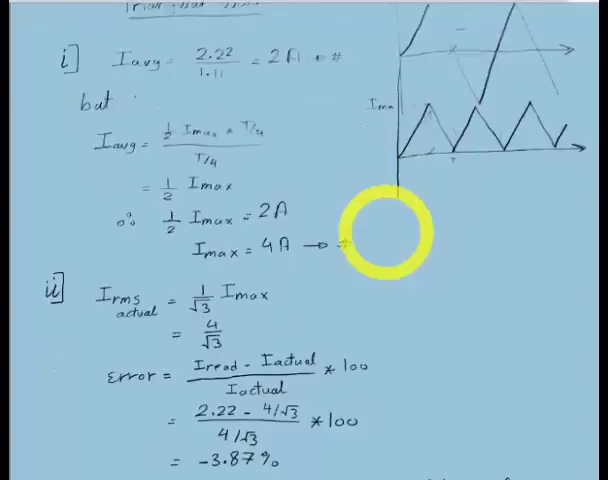 Triangular
i] Iavg = 2.22 / 1.11 = 2 A → #
but
Iavg = ½ Imax * T/4 / T/4
= ½ Imax
∴ ½ Imax = 2A
Imax = 4A → #
ii] Irms actual = 1/√3 Imax
= 4/√3
Error = Iread - Iactual / Iactual * 100
= 2.22 - 4/√3 / 4/√3 * 100
= -3.87%
Imax
T